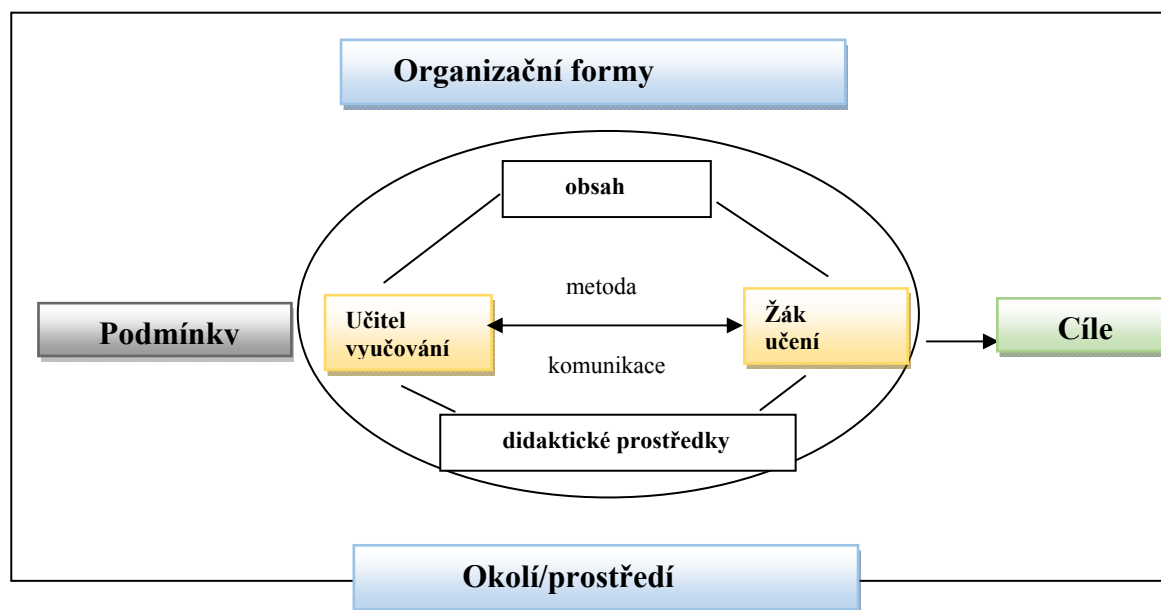 Organizační formy
obsah
metoda
Podmínky
Učitel
vyučování
Žák
učení
Cíle
komunikace
didaktické prostředky
Okolí/prostředí